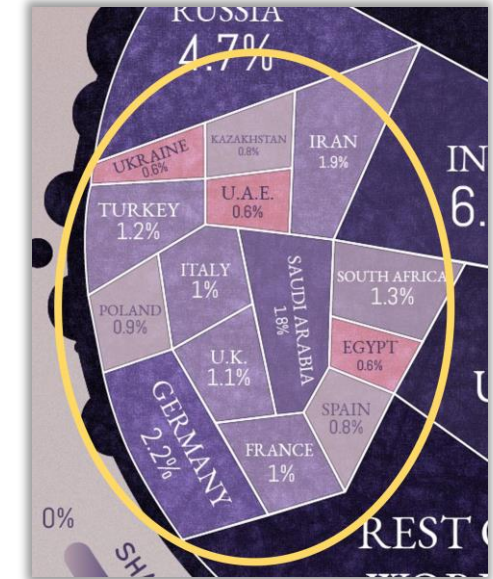 RUSSIA
4.7%
UKRAINE
0.6%
KAZAKHSTAN
0.8%
IRAN
1.9%
IN
6.
TURKEY
1.2%
U.A.E.
0.6%
ITALY
1%
SAUDI ARABIA
1.8%
SOUTH AFRICA
1.3%
POLAND
0.9%
U.K.
1.1%
EGYPT
0.6%
GERMANY
2.2%
SPAIN
0.8%
FRANCE
1%
0%
SHA
REST